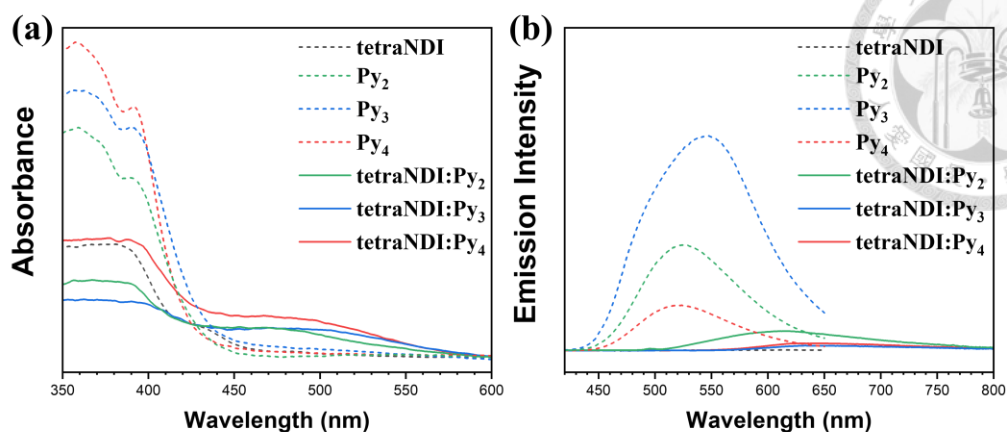 (a)
tetraNDI
Py₂
Py₃
Py₄
tetraNDI:Py₂
tetraNDI:Py₃
tetraNDI:Py₄
Absorbance
350 400 450 500 550 600
Wavelength (nm)
(b)
tetraNDI
Py₂
Py₃
Py₄
tetraNDI:Py₂
tetraNDI:Py₃
tetraNDI:Py₄
Emission Intensity
450 500 550 600 650 700 750 800
Wavelength (nm)
學